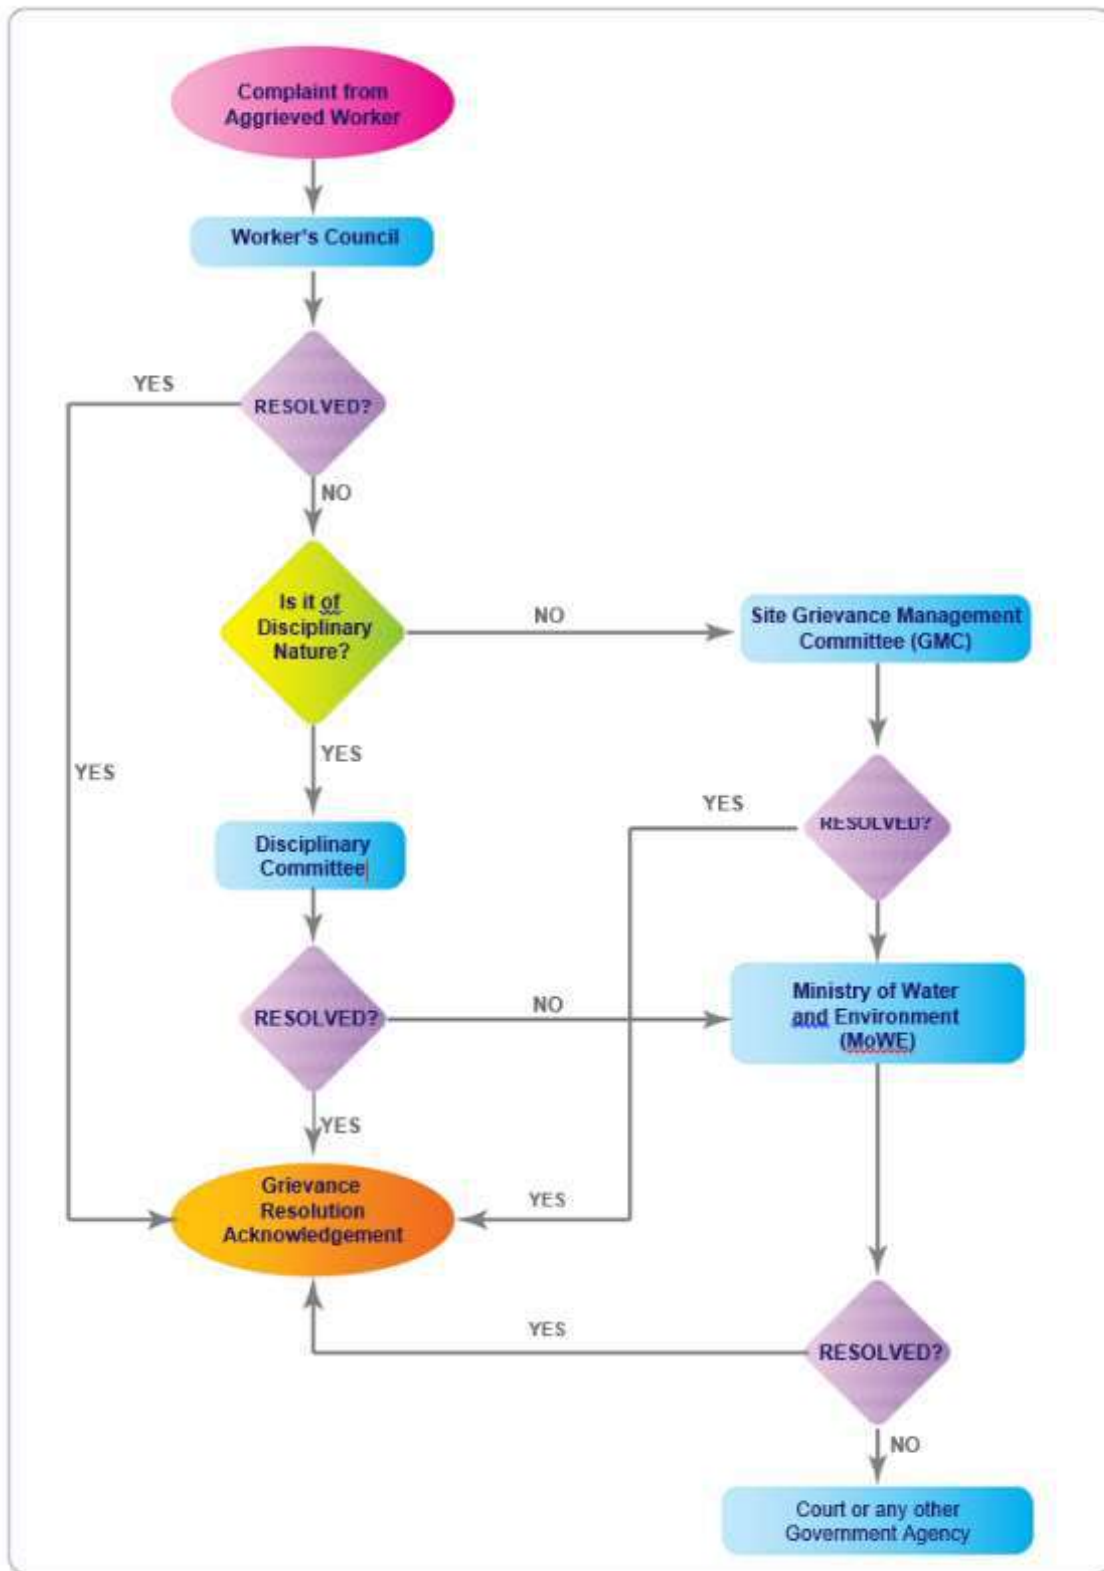 Complaint from
Aggrieved Worker
Worker's Council
YES
RESOLVED?
NO
Is it of
Disciplinary
Nature?
NO
Site Grievance Management
Committee (GMC)
YES
YES
YES
RESOLVED?
Disciplinary
Committee
RESOLVED?
NO
Ministry of Water
and Environment
(MoWE)
YES
Grievance
Resolution
Acknowledgement
YES
YES
RESOLVED?
NO
Court or any other
Government Agency